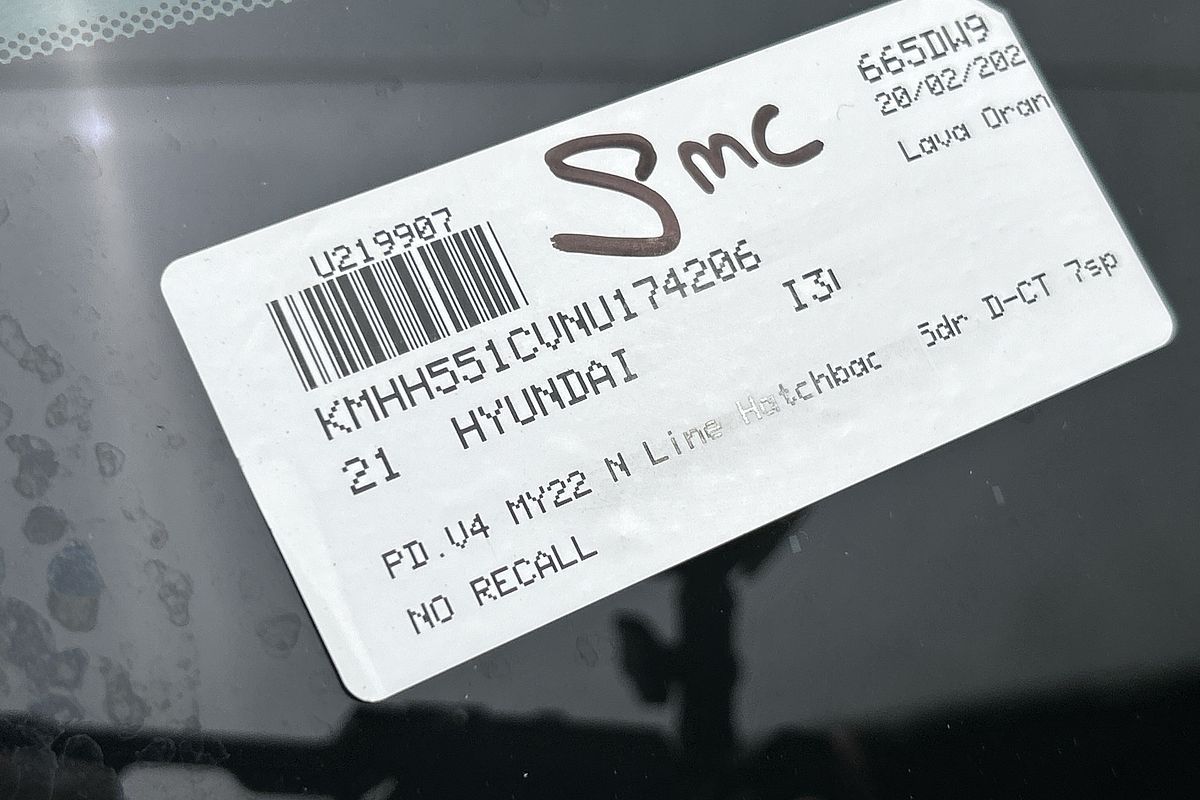 665DW9
20/02/202
Lava Oran
SMC
U219907
KMHH551CVNU174206
21 HYUNDAI I3
PD.V4 MY22 N Line Hatchbac 5dr D-CT 7sp
NO RECALL